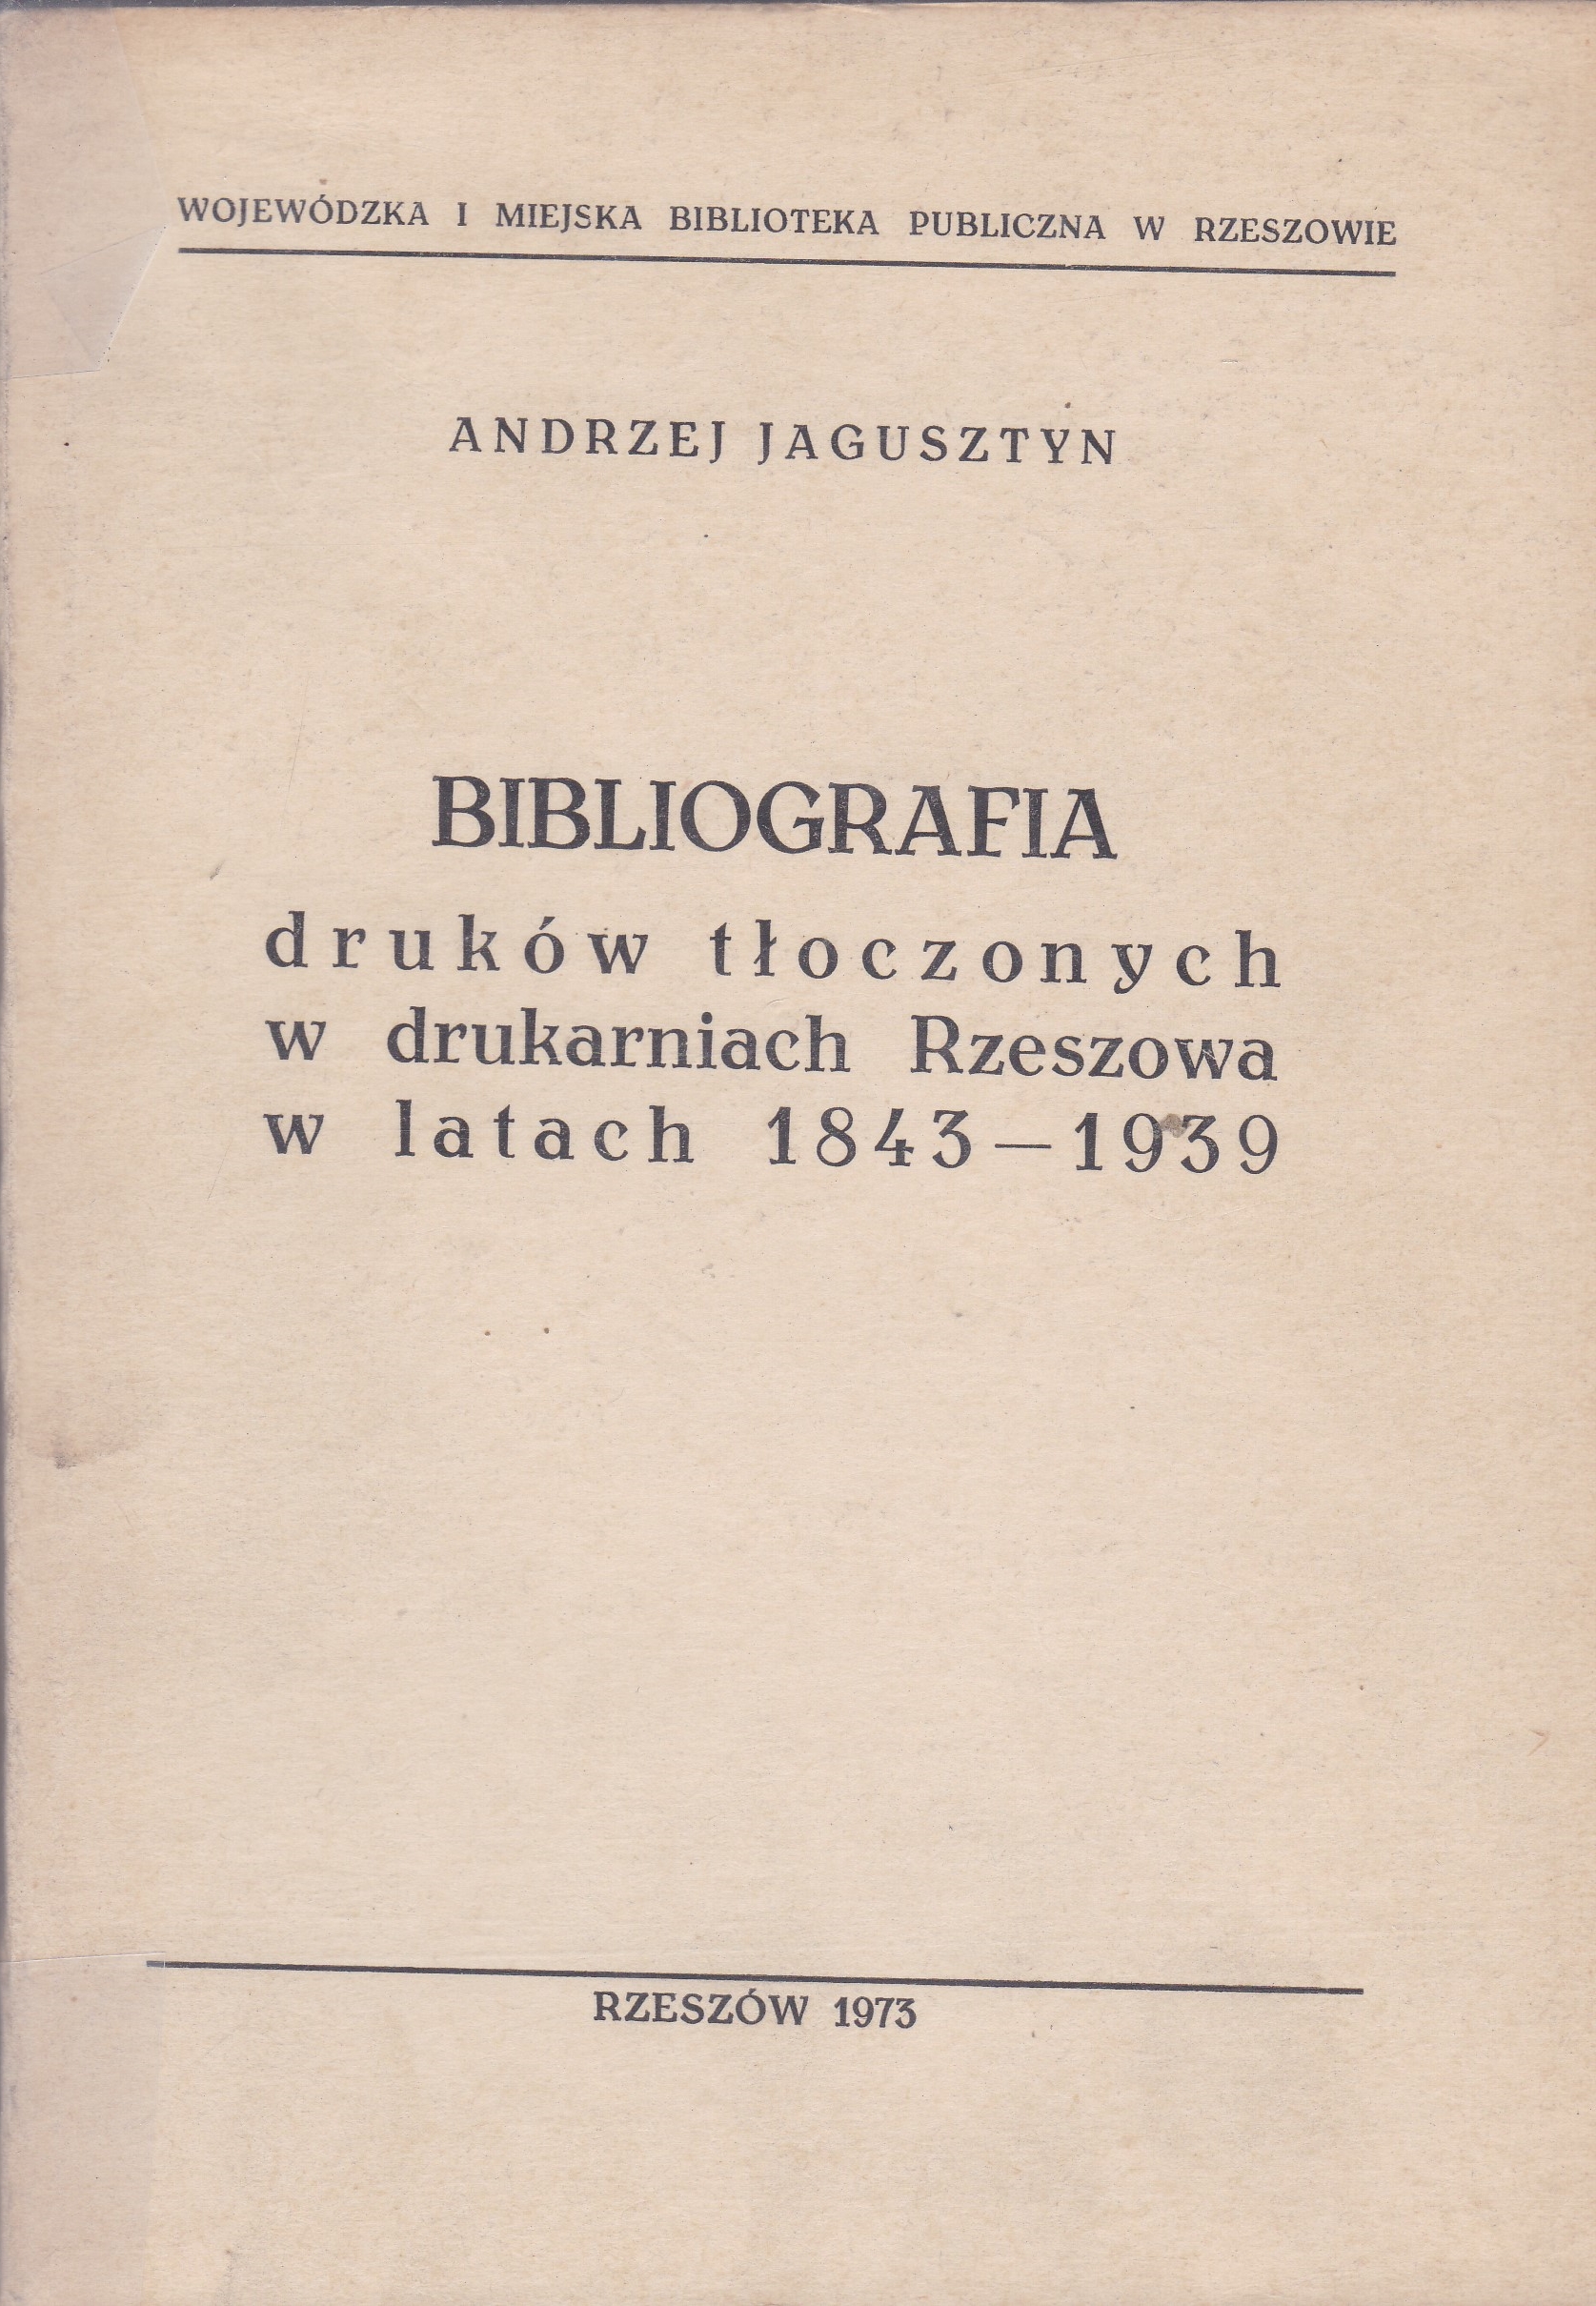 WOJEWÓDZKA I MIEJSKA BIBLIOTEKA PUBLICZNA W RZESZOWIE
ANDRZEJ JAGUSZTYN
BIBLIOGRAFIA
druków tłoczonych
w drukarniach Rzeszowa
w latach 1843—1939
RZESZÓW 1973